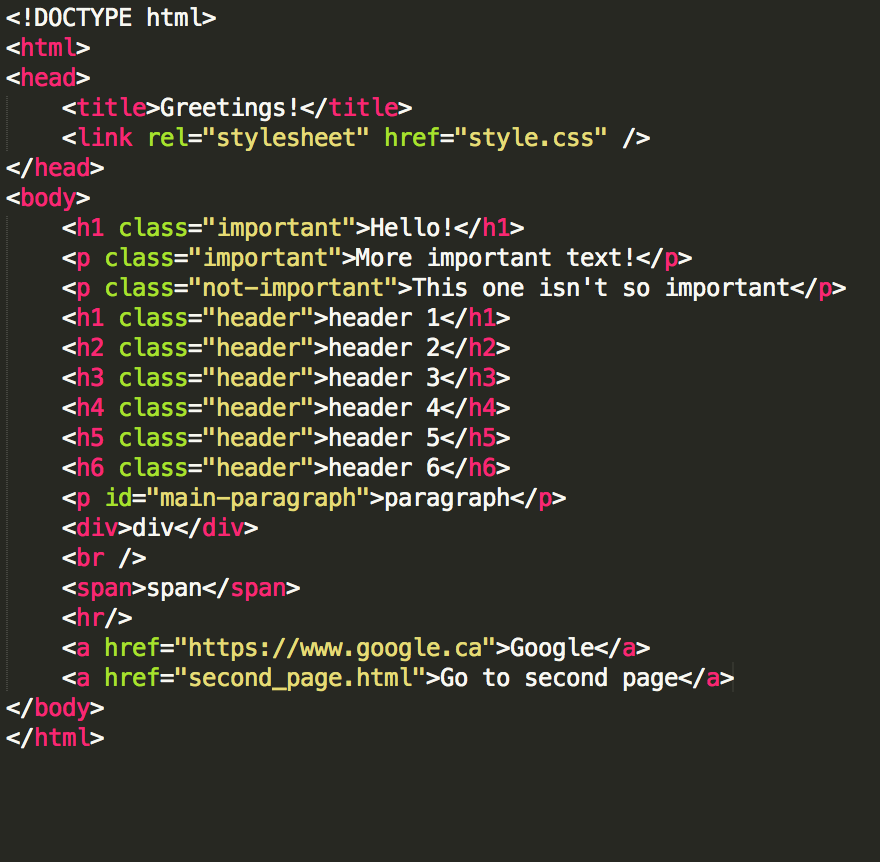 <!DOCTYPE html>
<html>
<head>
    <title>Greetings!</title>
    <link rel="stylesheet" href="style.css" />
</head>
<body>
    <h1 class="important">Hello!</h1>
    <p class="important">More important text!</p>
    <p class="not-important">This one isn't so important</p>
    <h1 class="header">header 1</h1>
    <h2 class="header">header 2</h2>
    <h3 class="header">header 3</h3>
    <h4 class="header">header 4</h4>
    <h5 class="header">header 5</h5>
    <h6 class="header">header 6</h6>
    <p id="main-paragraph">paragraph</p>
    <div>div</div>
    <br />
    <span>span</span>
    <hr/>
    <a href="https://www.google.ca">Google</a>
    <a href="second_page.html">Go to second page</a>
</body>
</html>